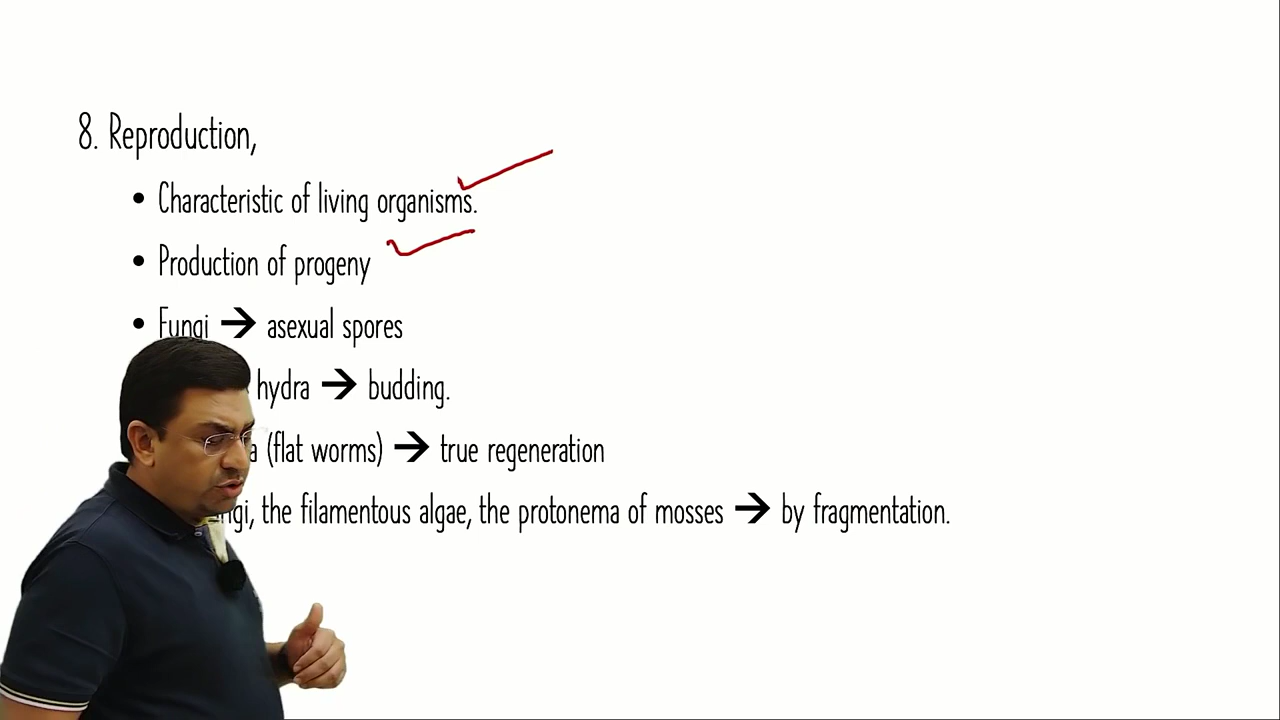 8. Reproduction,
• Characteristic of living organisms.
• Production of progeny
• Fungi → asexual spores
hydra → budding.
(flat worms) → true regeneration
the filamentous algae, the protonema of mosses → by fragmentation.